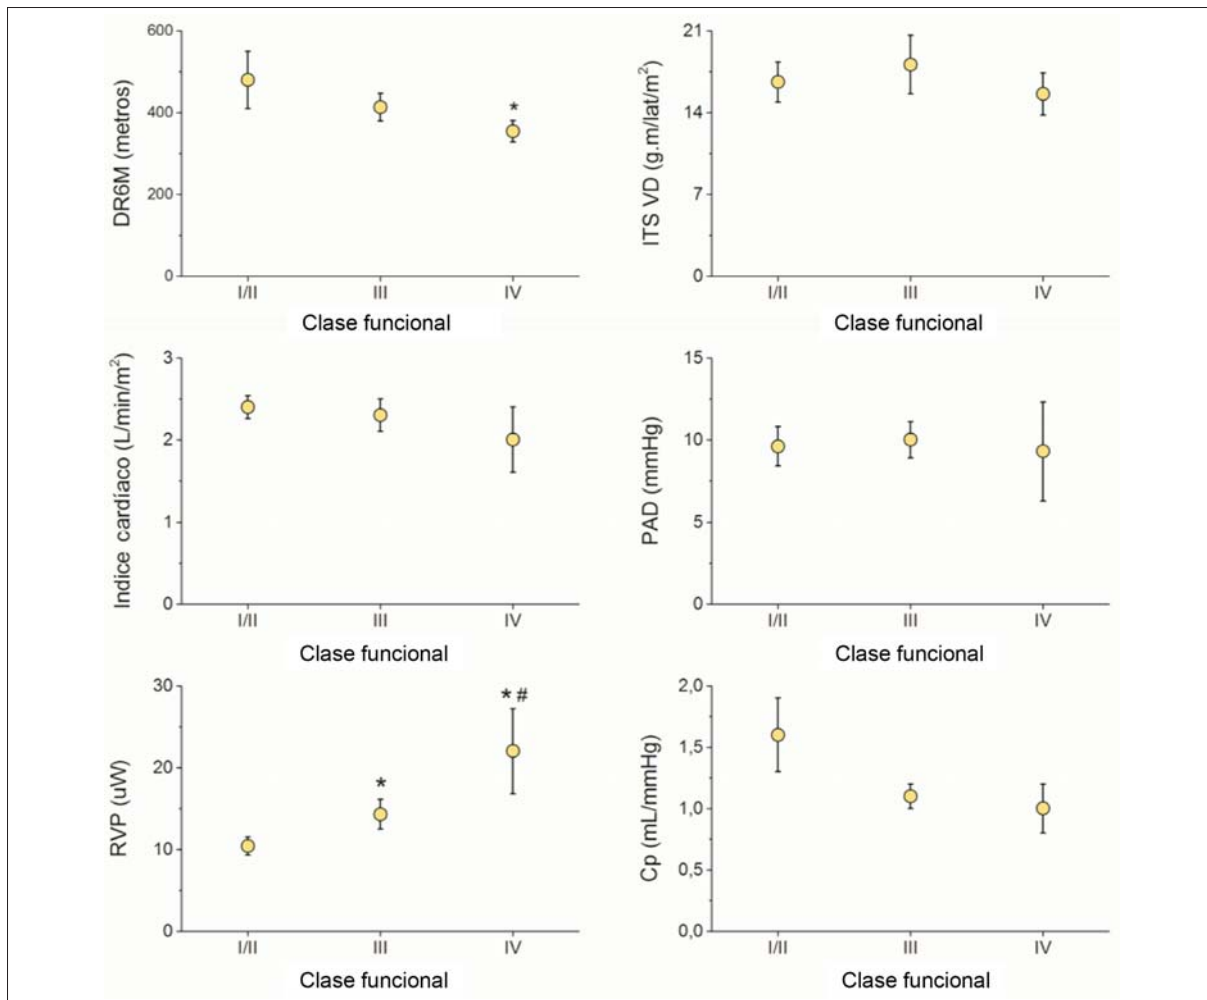 600
400
200
0
DR6M (metros)
*
I/II III IV
Clase funcional
21
14
7
0
ITS VD (g.m/lat/m²)
I/II III IV
Clase funcional
3
2
1
0
Indice cardíaco (L/min/m²)
I/II III IV
Clase funcional
15
10
5
0
PAD (mmHg)
I/II III IV
Clase funcional
30
20
10
0
RVP (uW)
*
* #
I/II III IV
Clase funcional
2,0
1,5
1,0
0,5
0,0
Cp (mL/mmHg)
I/II III IV
Clase funcional